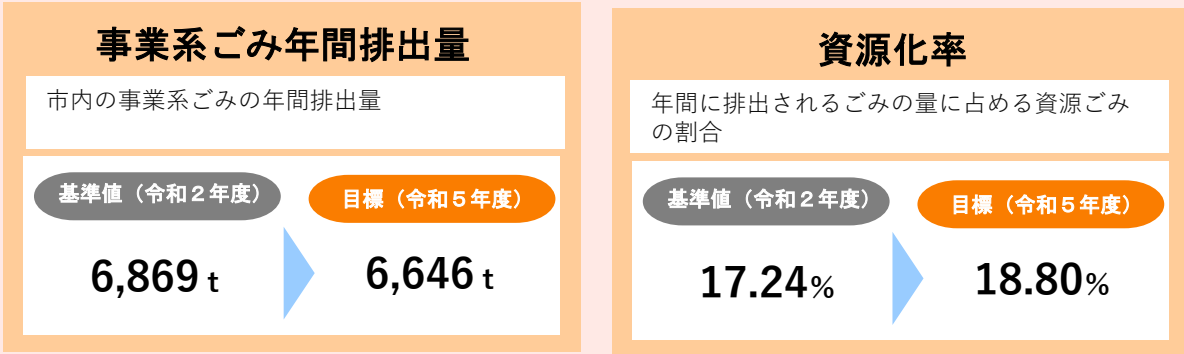 事業系ごみ年間排出量
市内の事業系ごみの年間排出量
基準値（令和２年度）
目標（令和５年度）
6,869 t
6,646 t
資源化率
年間に排出されるごみの量に占める資源ごみ
の割合
基準値（令和２年度）
目標（令和５年度）
17.24%
18.80%